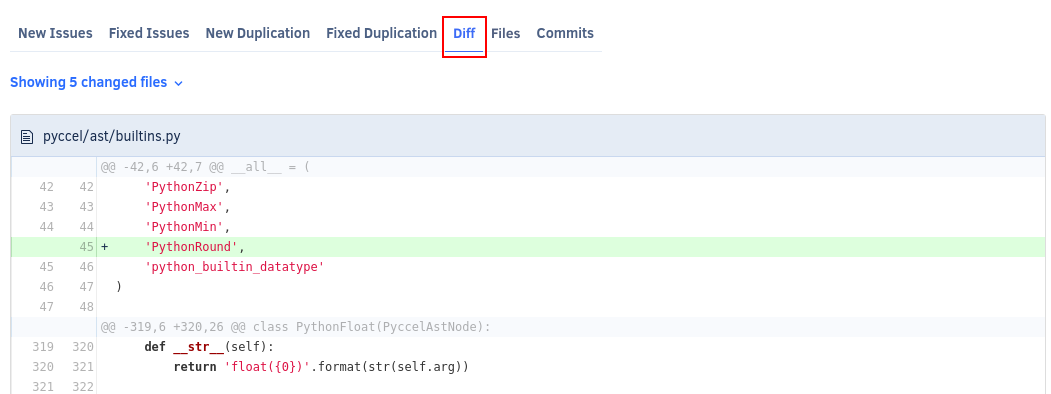 New Issues Fixed Issues New Duplication Fixed Duplication Diff Files Commits
Showing 5 changed files
pyccel/ast/builtins.py
@@ -42,6 +42,7 @@ __all__ = (
42 42 'PythonZip',
43 43 'PythonMax',
44 44 'PythonMin',
45 + 'PythonRound',
45 46 'python_builtin_datatype'
46 47 )
47 48
@@ -319,6 +320,26 @@ class PythonFloat(PyccelAstNode):
319 320 def __str__(self):
320 321 return 'float({0})'.format(str(self.arg))
321 322